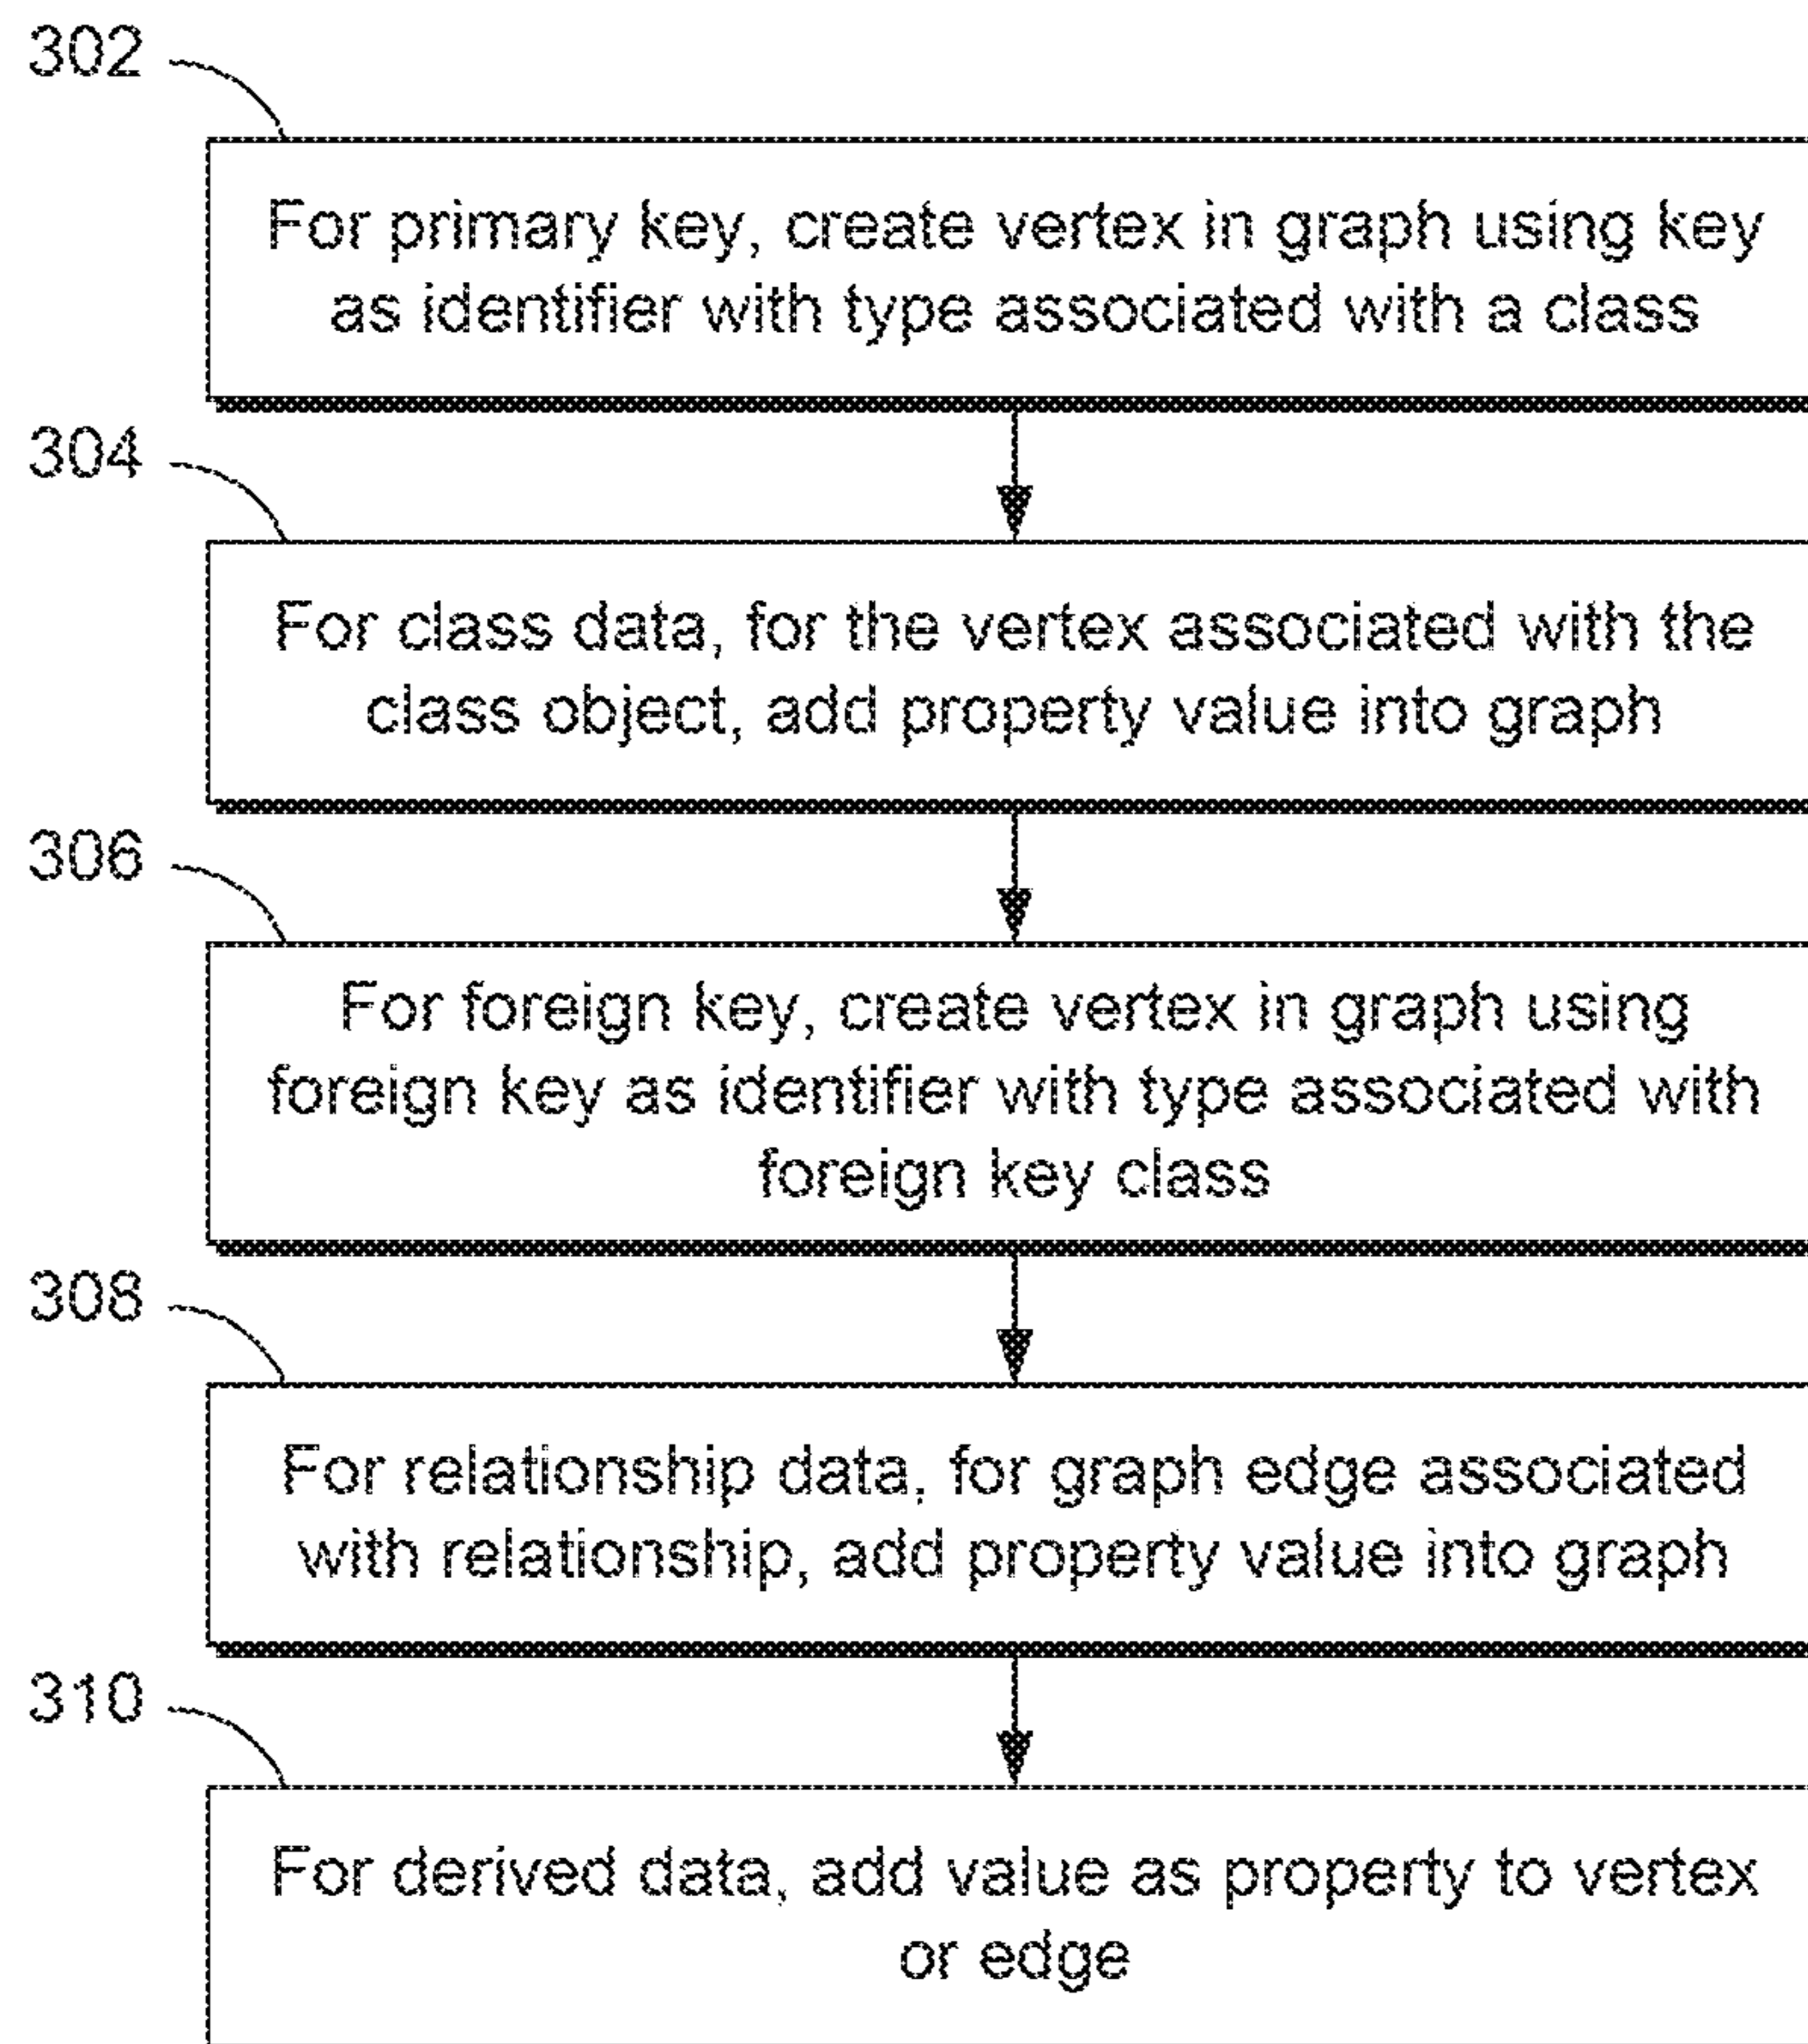 302
For primary key, create vertex in graph using key
as identifier with type associated with a class
304
For class data, for the vertex associated with the
class object, add property value into graph
306
For foreign key, create vertex in graph using
foreign key as identifier with type associated with
foreign key class
308
For relationship data, for graph edge associated
with relationship, add property value into graph
310
For derived data, add value as property to vertex
or edge